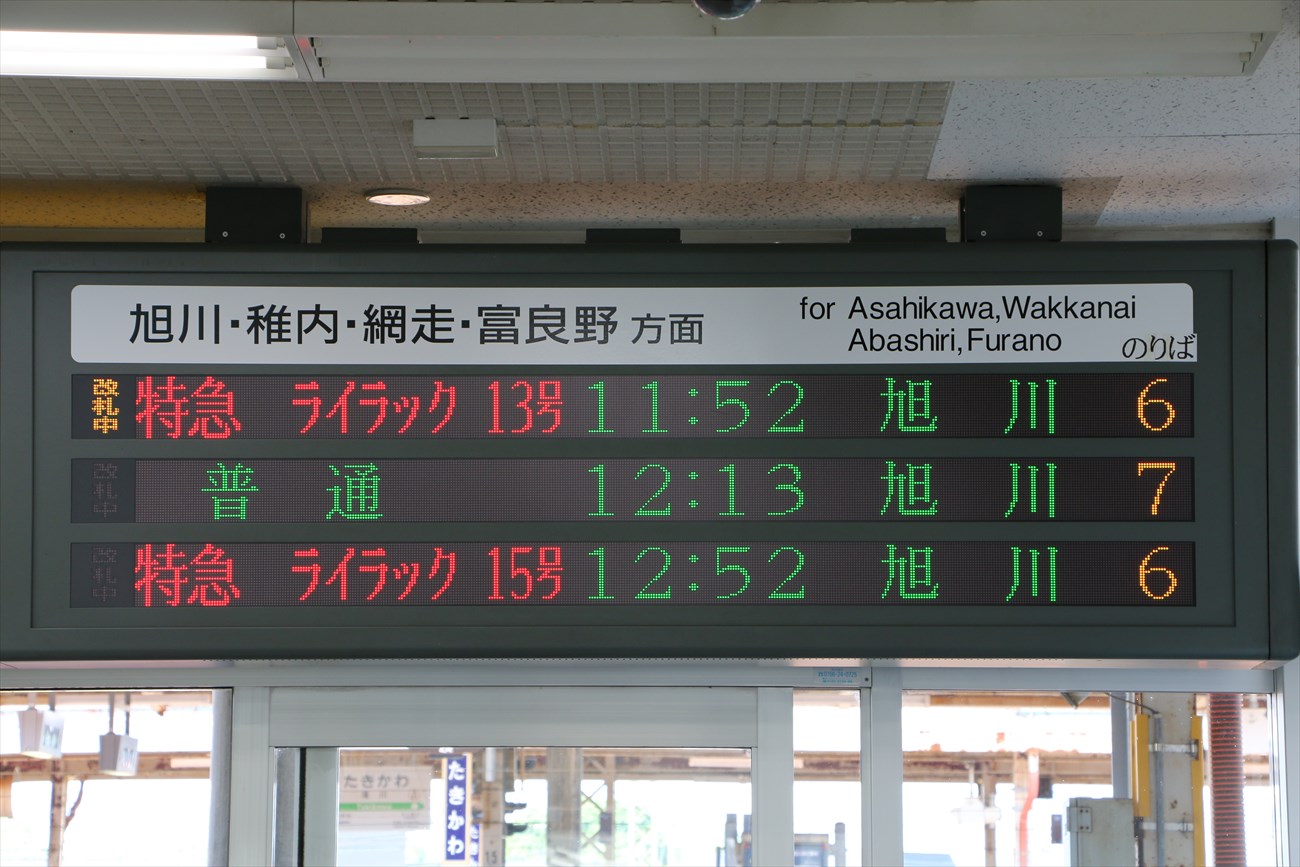 旭川・稚内・網走・富良野 方面
for Asahikawa,Wakkanai
Abashiri,Furano
のりば
改札中 特急 ライラック 13号 11:52 旭川 6
改札中 普通 12:13 旭川 7
改札中 特急 ライラック 15号 12:52 旭川 6
たきかわ
たきかわ
15